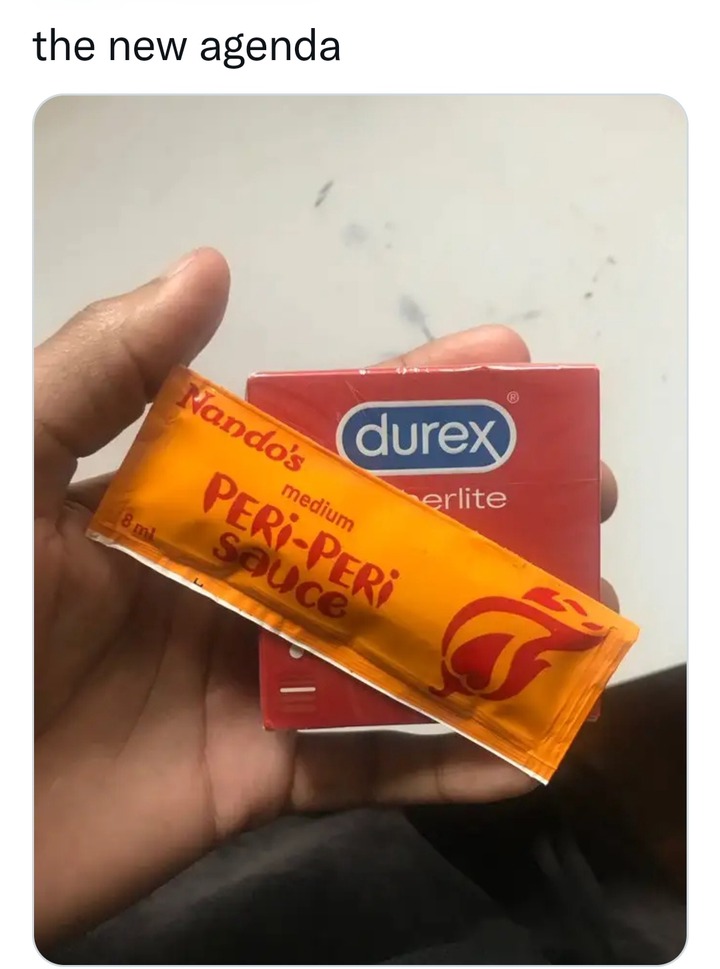 the new agenda
durex®
erlite
Nando's
medium
PERi-PERi
sauce
8 ml